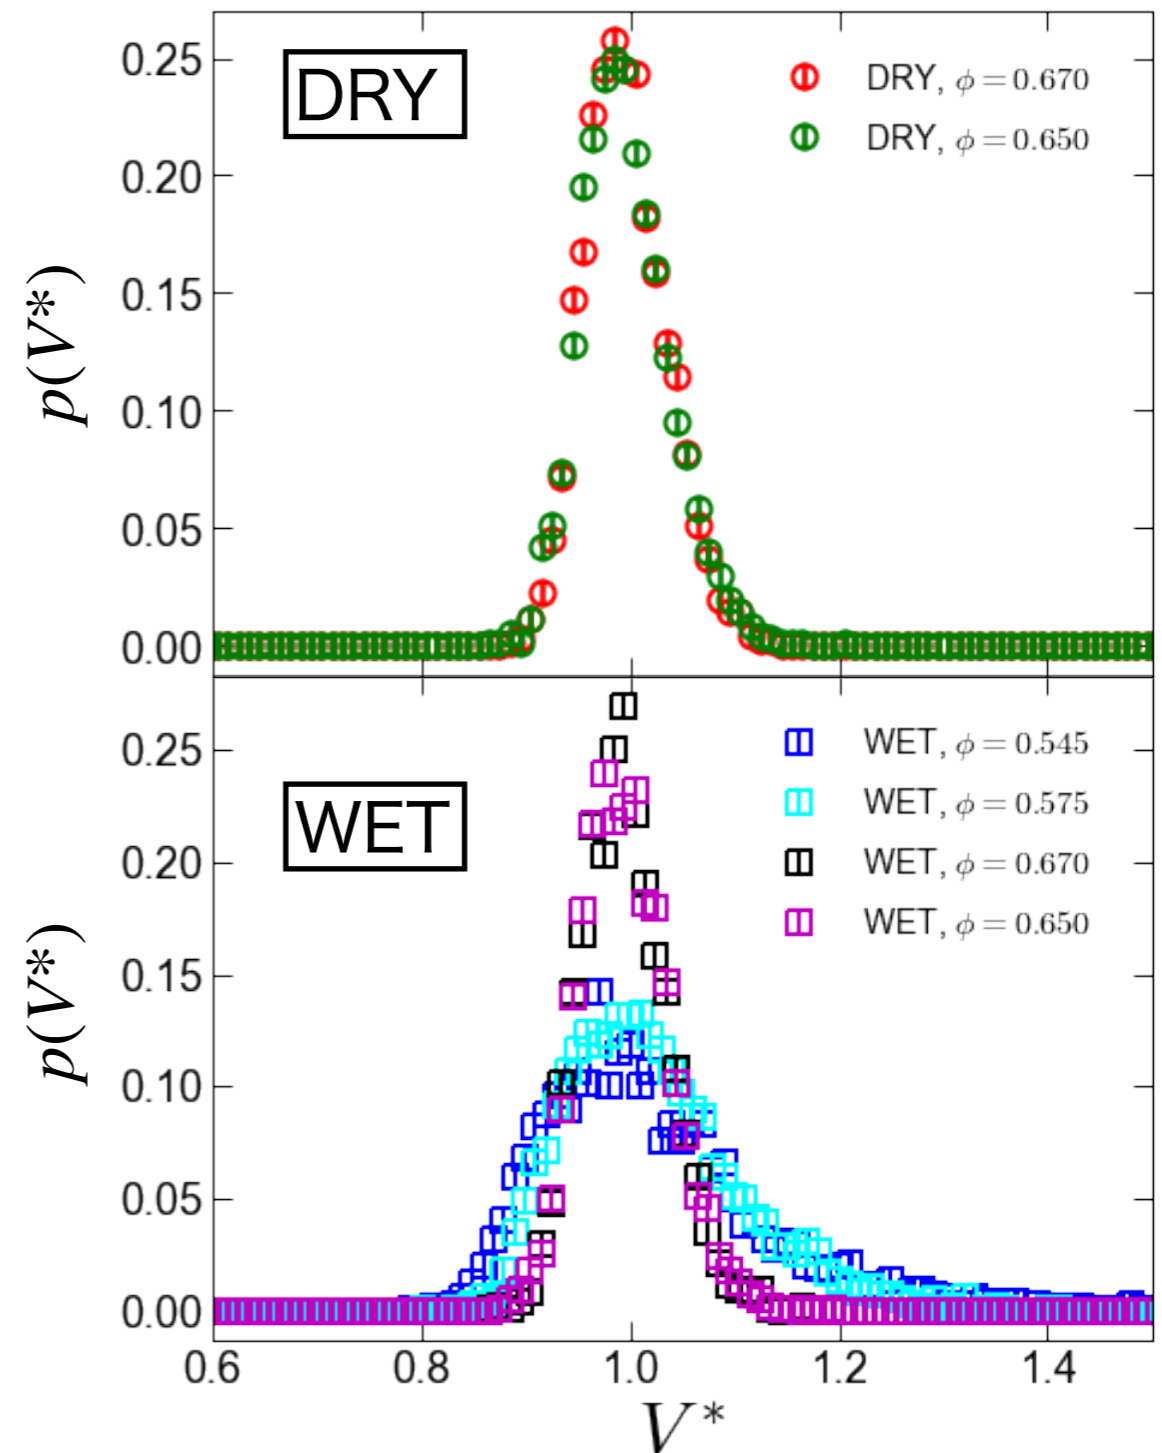 DRY
DRY, ϕ = 0.670
DRY, ϕ = 0.650
p(V*)
0.25
0.20
0.15
0.10
0.05
0.00
WET
WET, ϕ = 0.545
WET, ϕ = 0.575
WET, ϕ = 0.670
WET, ϕ = 0.650
p(V*)
0.25
0.20
0.15
0.10
0.05
0.00
0.6 0.8 1.0 1.2 1.4
V*